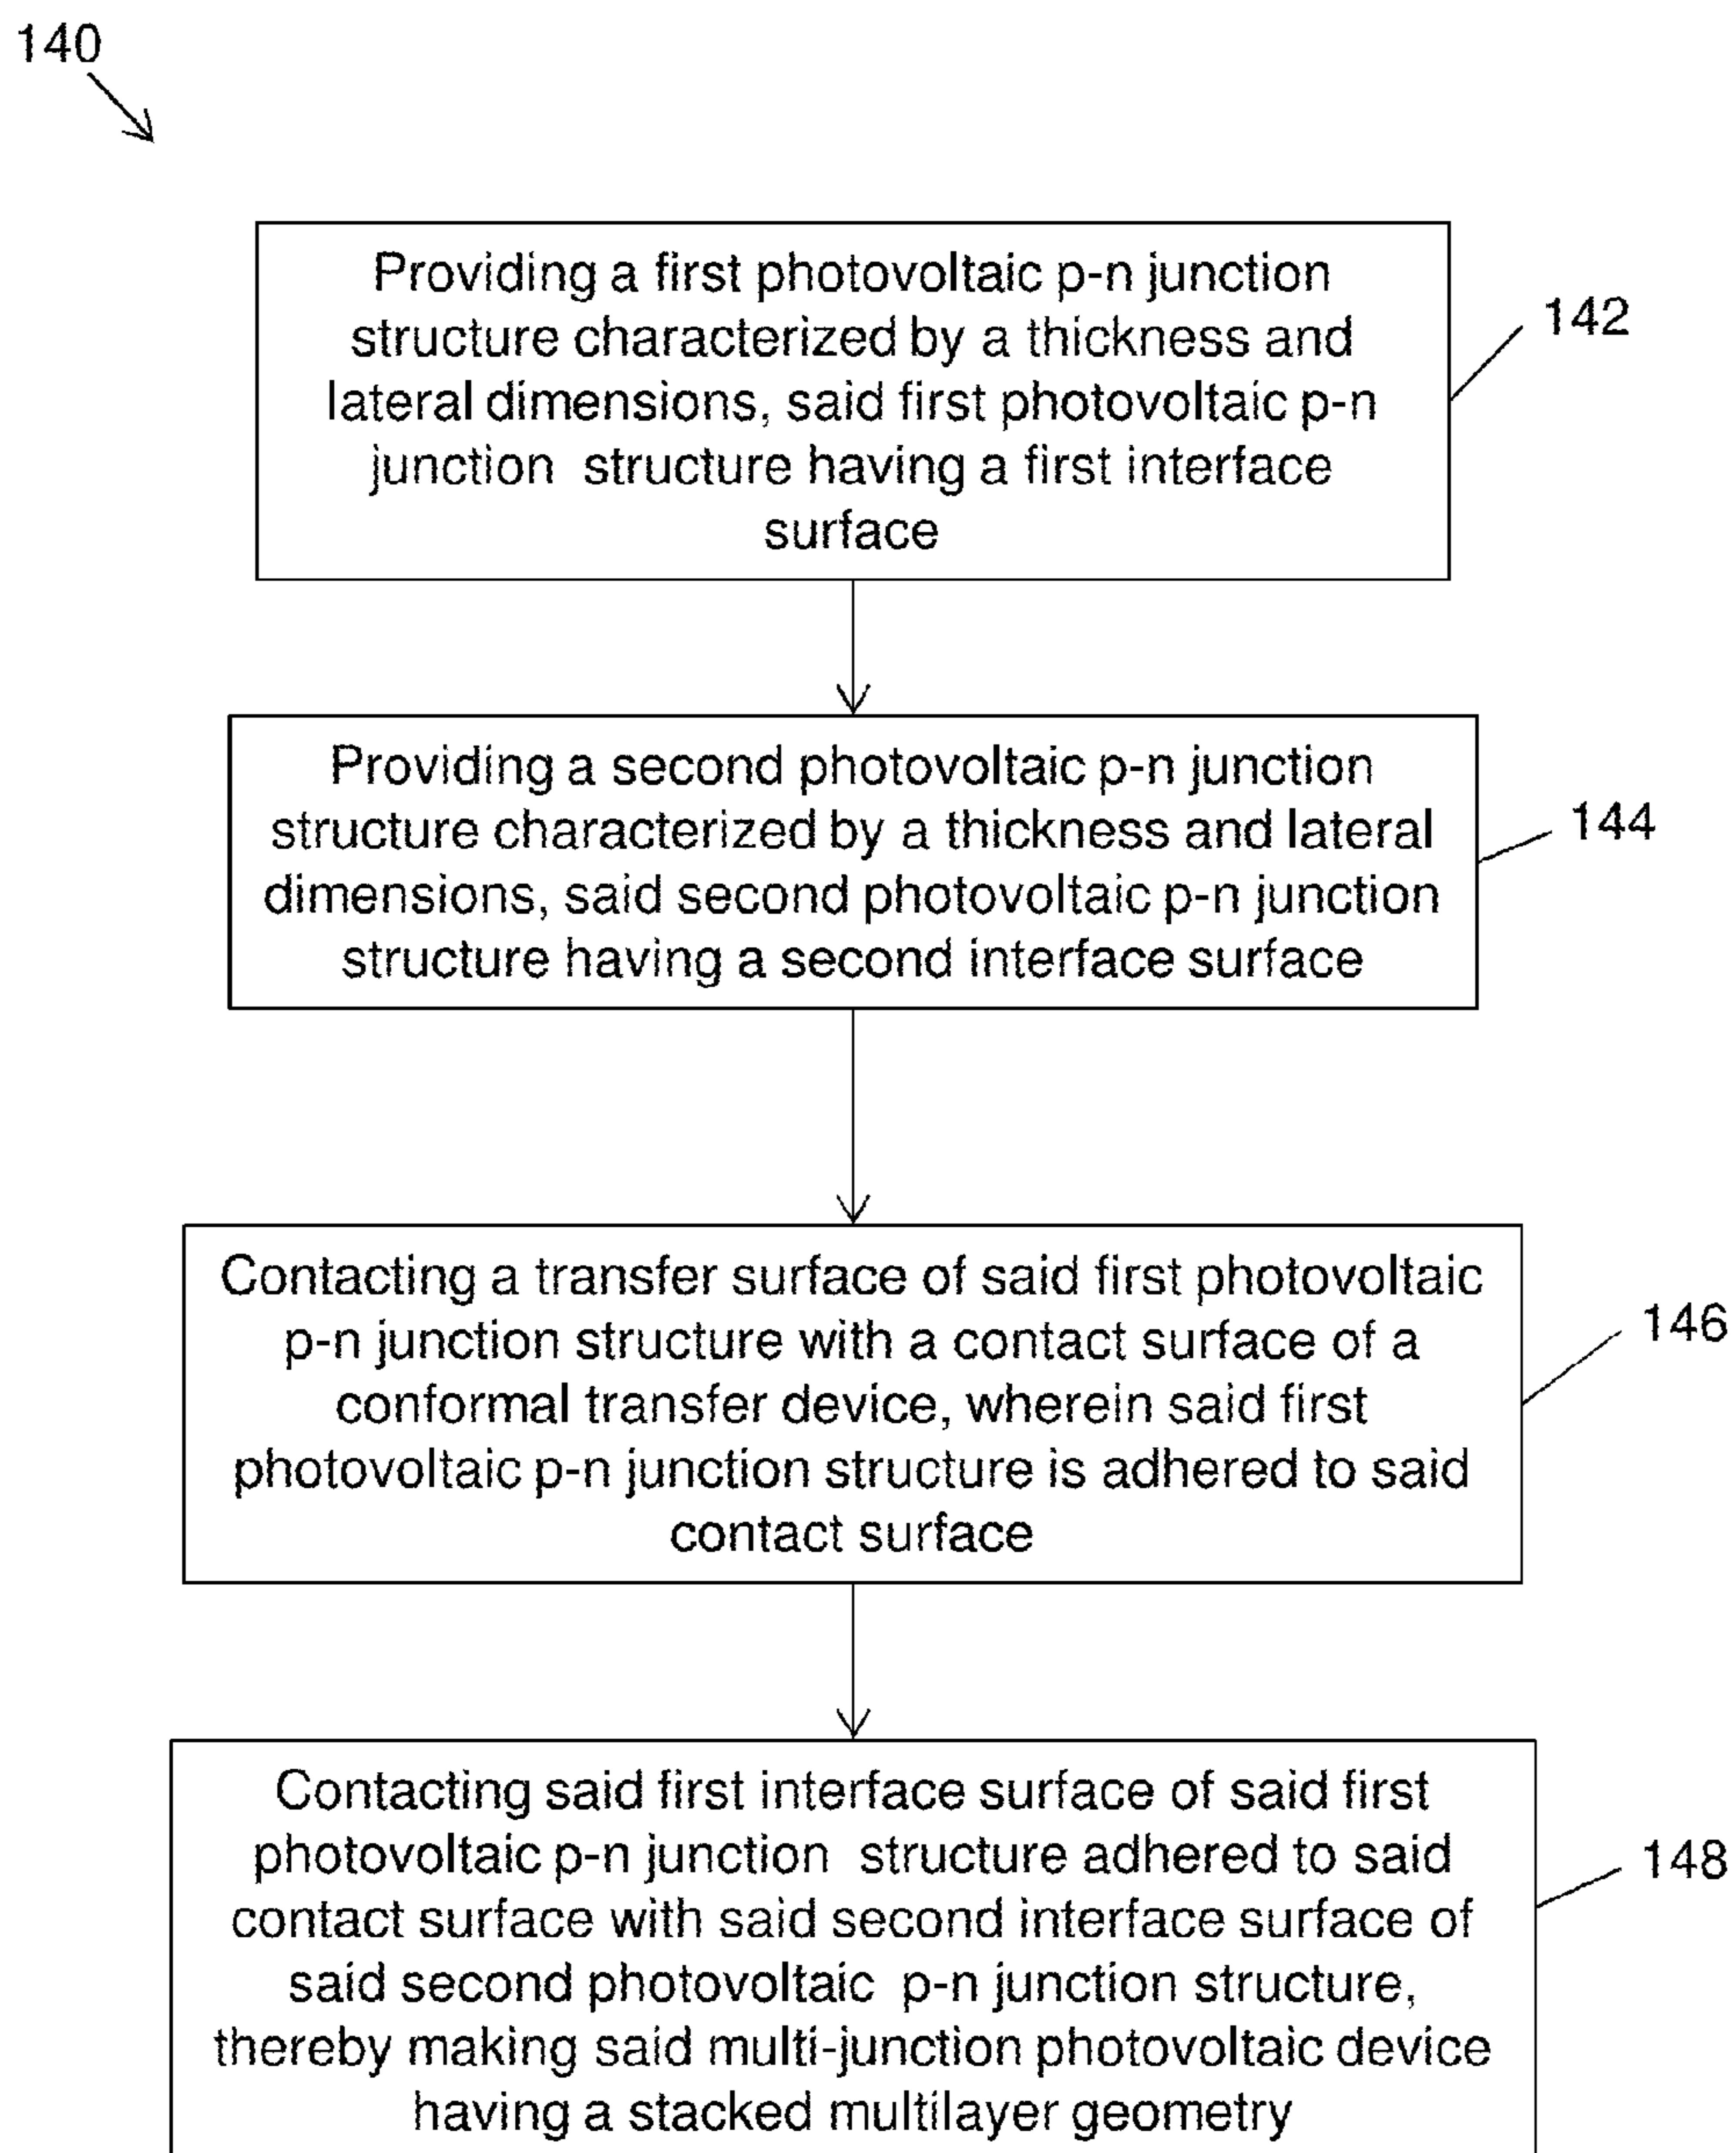 140
Providing a first photovoltaic p-n junction
structure characterized by a thickness and
lateral dimensions, said first photovoltaic p-n
junction structure having a first interface
surface
142
Providing a second photovoltaic p-n junction
structure characterized by a thickness and lateral
dimensions, said second photovoltaic p-n junction
structure having a second interface surface
144
Contacting a transfer surface of said first photovoltaic
p-n junction structure with a contact surface of a
conformal transfer device, wherein said first
photovoltaic p-n junction structure is adhered to said
contact surface
146
Contacting said first interface surface of said first
photovoltaic p-n junction structure adhered to said
contact surface with said second interface surface of
said second photovoltaic p-n junction structure,
thereby making said multi-junction photovoltaic device
having a stacked multilayer geometry
148